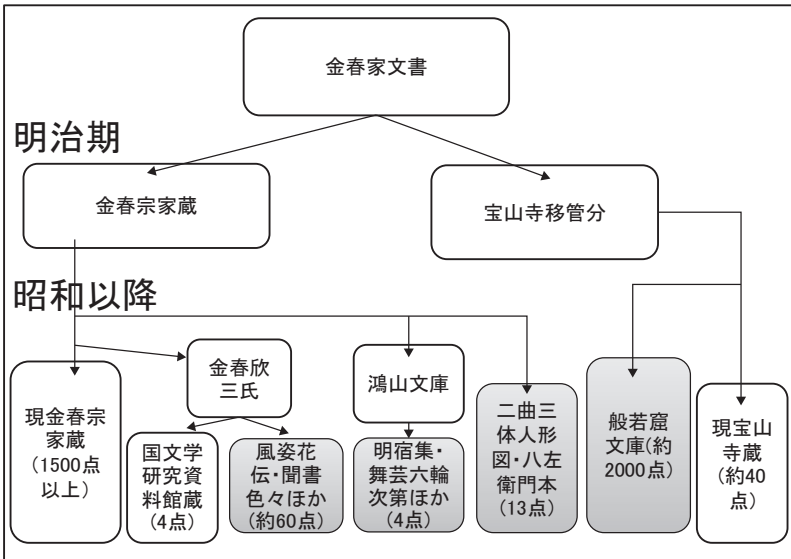 金春家文書
明治期
金春宗家蔵
宝山寺移管分
昭和以降
金春欣
三氏
鴻山文庫
現金春宗
家蔵
(1500点
以上)
国文学
研究資
料館蔵
(4点)
風姿花
伝・聞書
色々ほか
(約60点)
明宿集・
舞芸六輪
次第ほか
(4点)
二曲三
体人形
図・八左
衛門本
(13点)
般若窟
文庫(約
2000点)
現宝山
寺蔵
(約40
点)